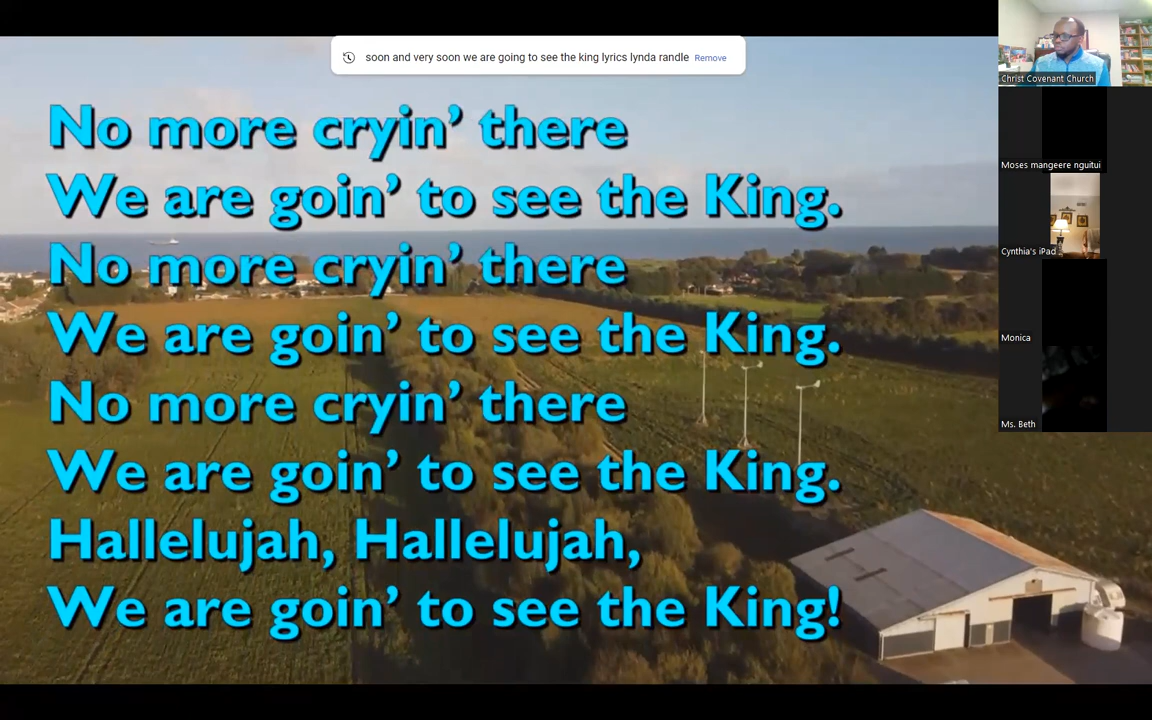 soon and very soon we are going to see the king lyrics lynda randle Remove
No more cryin’ there
We are goin’ to see the King.
No more cryin’ there
We are goin’ to see the King.
No more cryin’ there
We are goin’ to see the King.
Hallelujah, Hallelujah,
We are goin’ to see the King!
Christ Covenant Church
Moses mangeere nguitui
Cynthia's iPad
Monica
Ms. Beth